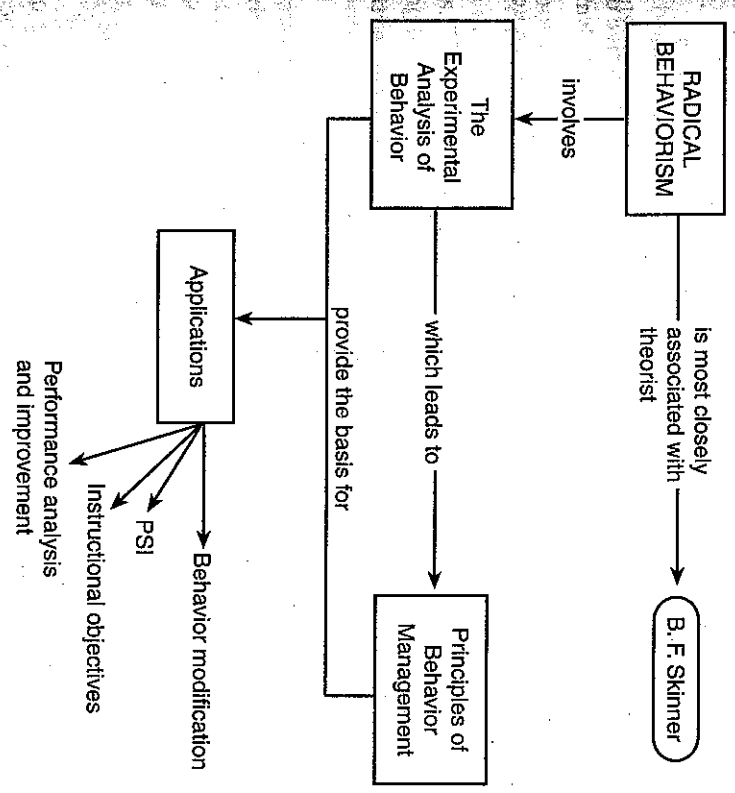 RADICAL
BEHAVIORISM
is most closely
associated with
theorist
B. F. Skinner
involves
The
Experimental
Analysis of
Behavior
which leads to
Principles of
Behavior
Management
provide the basis for
Applications
Behavior modification
PSI
Instructional objectives
Performance analysis
and improvement